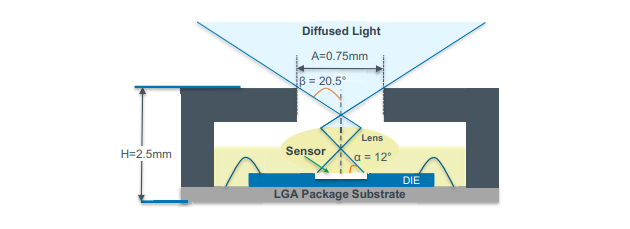 Diffused Light
A=0.75mm
β = 20.5°
Lens
Sensor
α = 12°
H=2.5mm
DIE
LGA Package Substrate